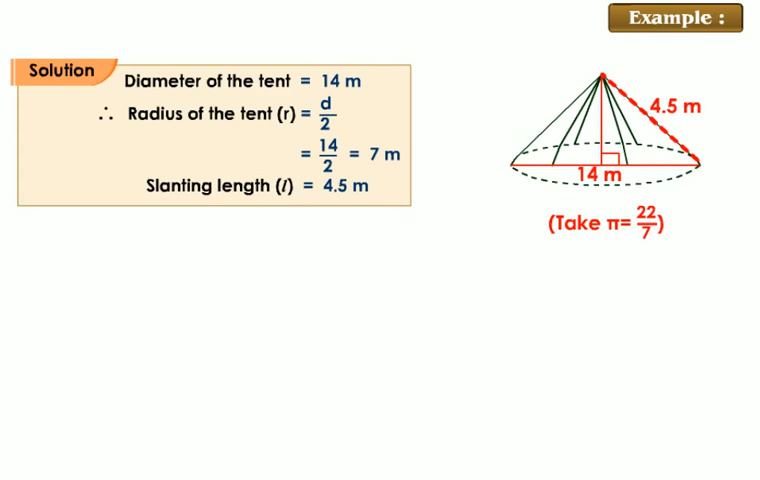 Example :
Solution
Diameter of the tent = 14 m
∴ Radius of the tent (r) = d/2
= 14/2 = 7 m
Slanting length (l) = 4.5 m
4.5 m
14 m
(Take π= 22/7)